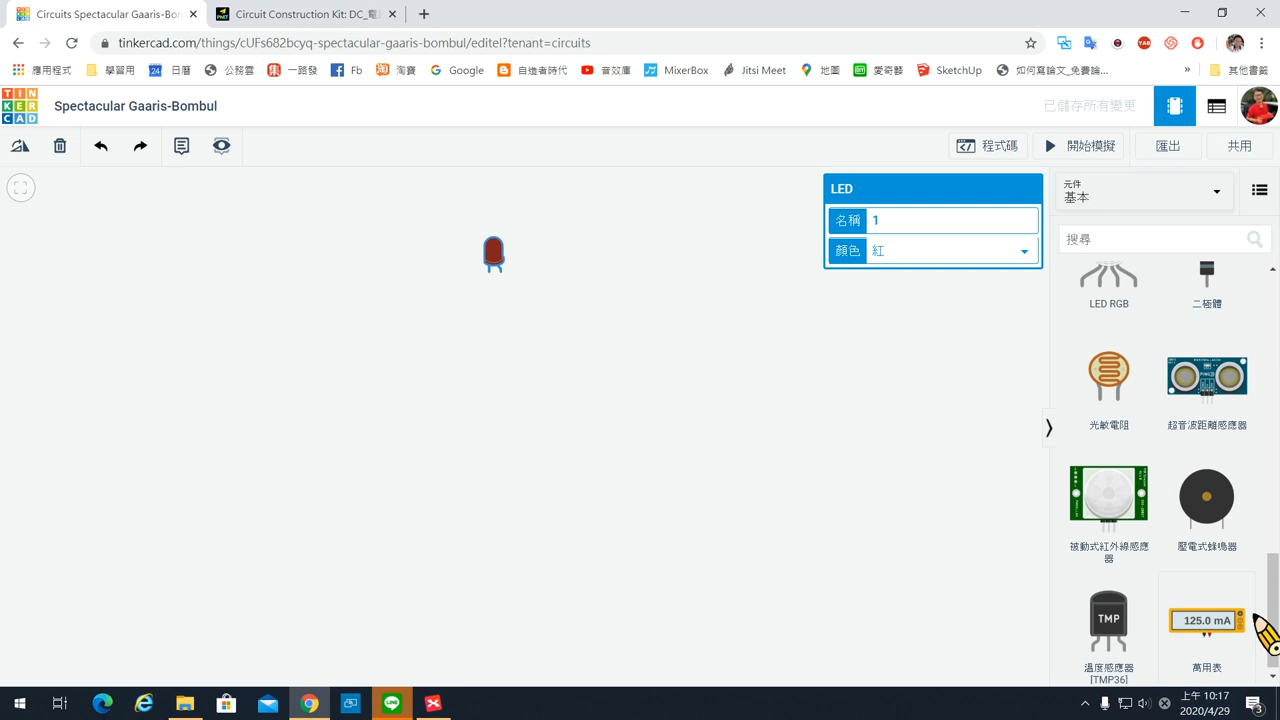 Circuits Spectacular Gaaris-Bom
Circuit Construction Kit: DC_電
tinkercad.com/things/cUFs682bcyq-spectacular-gaaris-bombul/editel?tenant=circuits
應用程式
學習用
24
日曆
公務雲
集
一路發
Fb
淘寶
Google
自造者時代
音效庫
MixerBox
Jitsi Meet
地圖
愛奇藝
SketchUp
如何寫論文_免費論...
»
其他書籤
TIN
KER
CAD
Spectacular Gaaris-Bombul
已儲存所有變更
程式碼
開始模擬
匯出
共用
LED
名稱 1
顏色 紅
元件
基本
搜尋
LED RGB
二極體
光敏電阻
超音波距離感應器
被動式紅外線感應
器
壓電式蜂鳴器
TMP
125.0 mA
溫度感應器
[TMP36]
萬用表
LINE
上午 10:17
2020/4/29
3